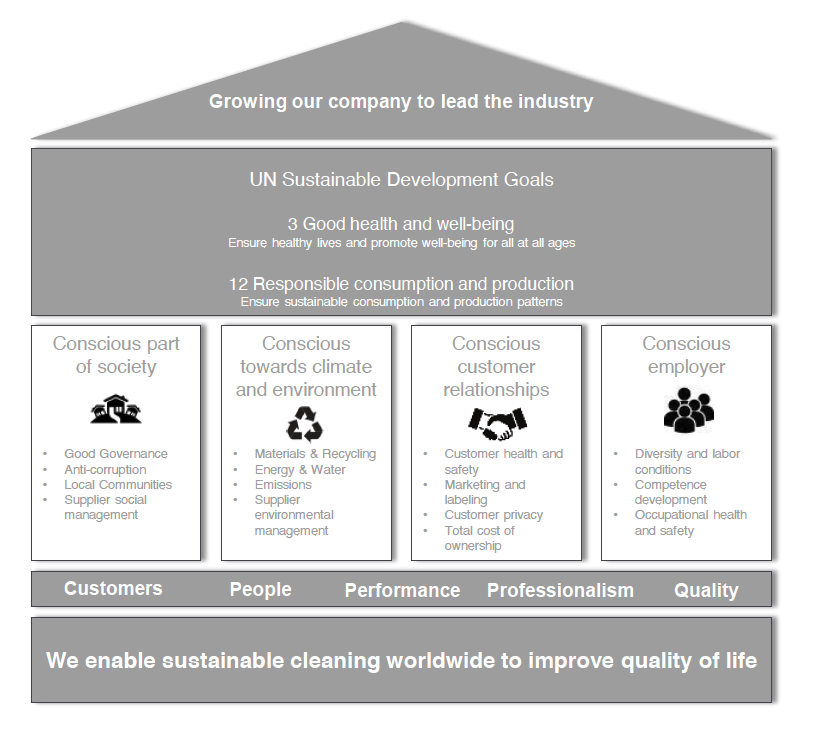 Growing our company to lead the industry
UN Sustainable Development Goals
3 Good health and well-being
Ensure healthy lives and promote well-being for all at all ages
12 Responsible consumption and production
Ensure sustainable consumption and production patterns
Conscious part
of society
• Good Governance
• Anti-corruption
• Local Communities
• Supplier social
management
Conscious
towards climate
and environment
• Materials & Recycling
• Energy & Water
• Emissions
• Supplier
environmental
management
Conscious
customer
relationships
• Customer health and
safety
• Marketing and
labeling
• Customer privacy
• Total cost of
ownership
Conscious
employer
• Diversity and labor
conditions
• Competence
development
• Occupational health
and safety
Customers People Performance Professionalism Quality
We enable sustainable cleaning worldwide to improve quality of life